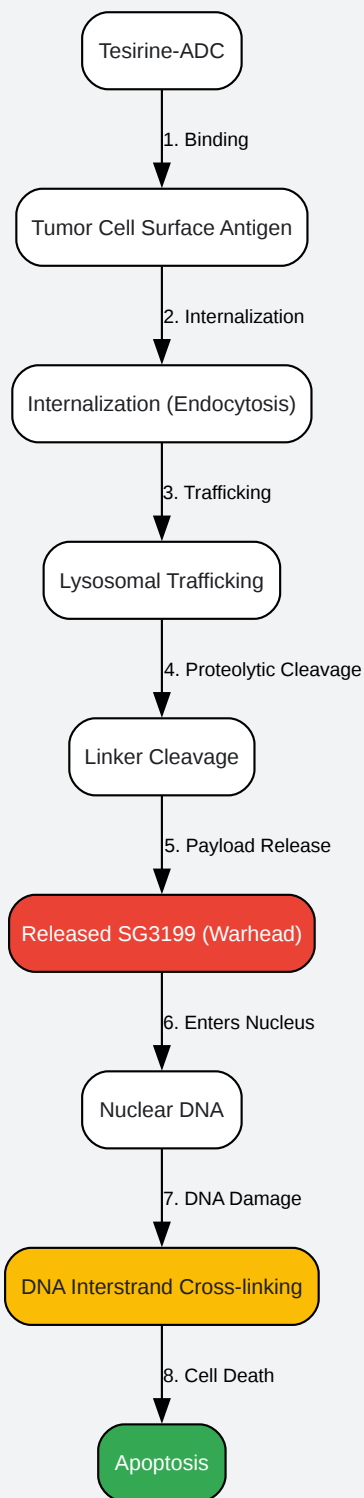 Tesirine-ADC
1. Binding
Tumor Cell Surface Antigen
2. Internalization
Internalization (Endocytosis)
3. Trafficking
Lysosomal Trafficking
4. Proteolytic Cleavage
Linker Cleavage
5. Payload Release
Released SG3199 (Warhead)
6. Enters Nucleus
Nuclear DNA
7. DNA Damage
DNA Interstrand Cross-linking
8. Cell Death
Apoptosis